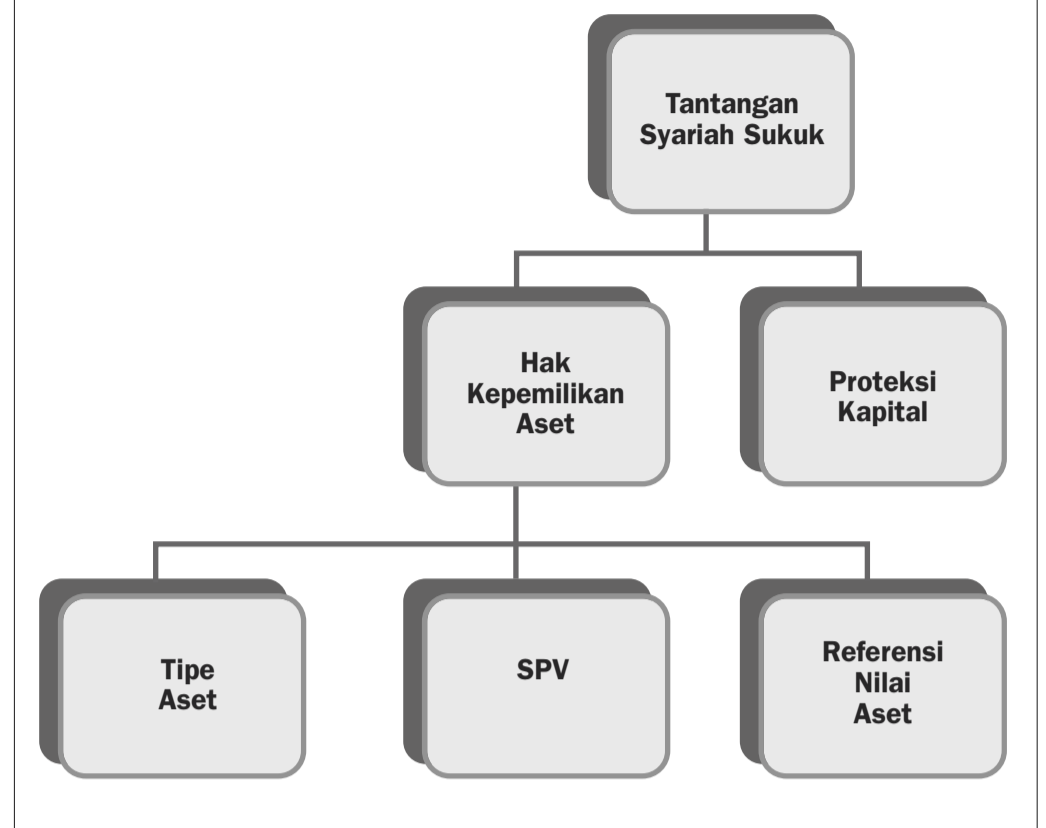 Tantangan
Syariah Sukuk
Hak
Kepemilikan
Aset
Proteksi
Kapital
Tipe
Aset
SPV
Referensi
Nilai
Aset